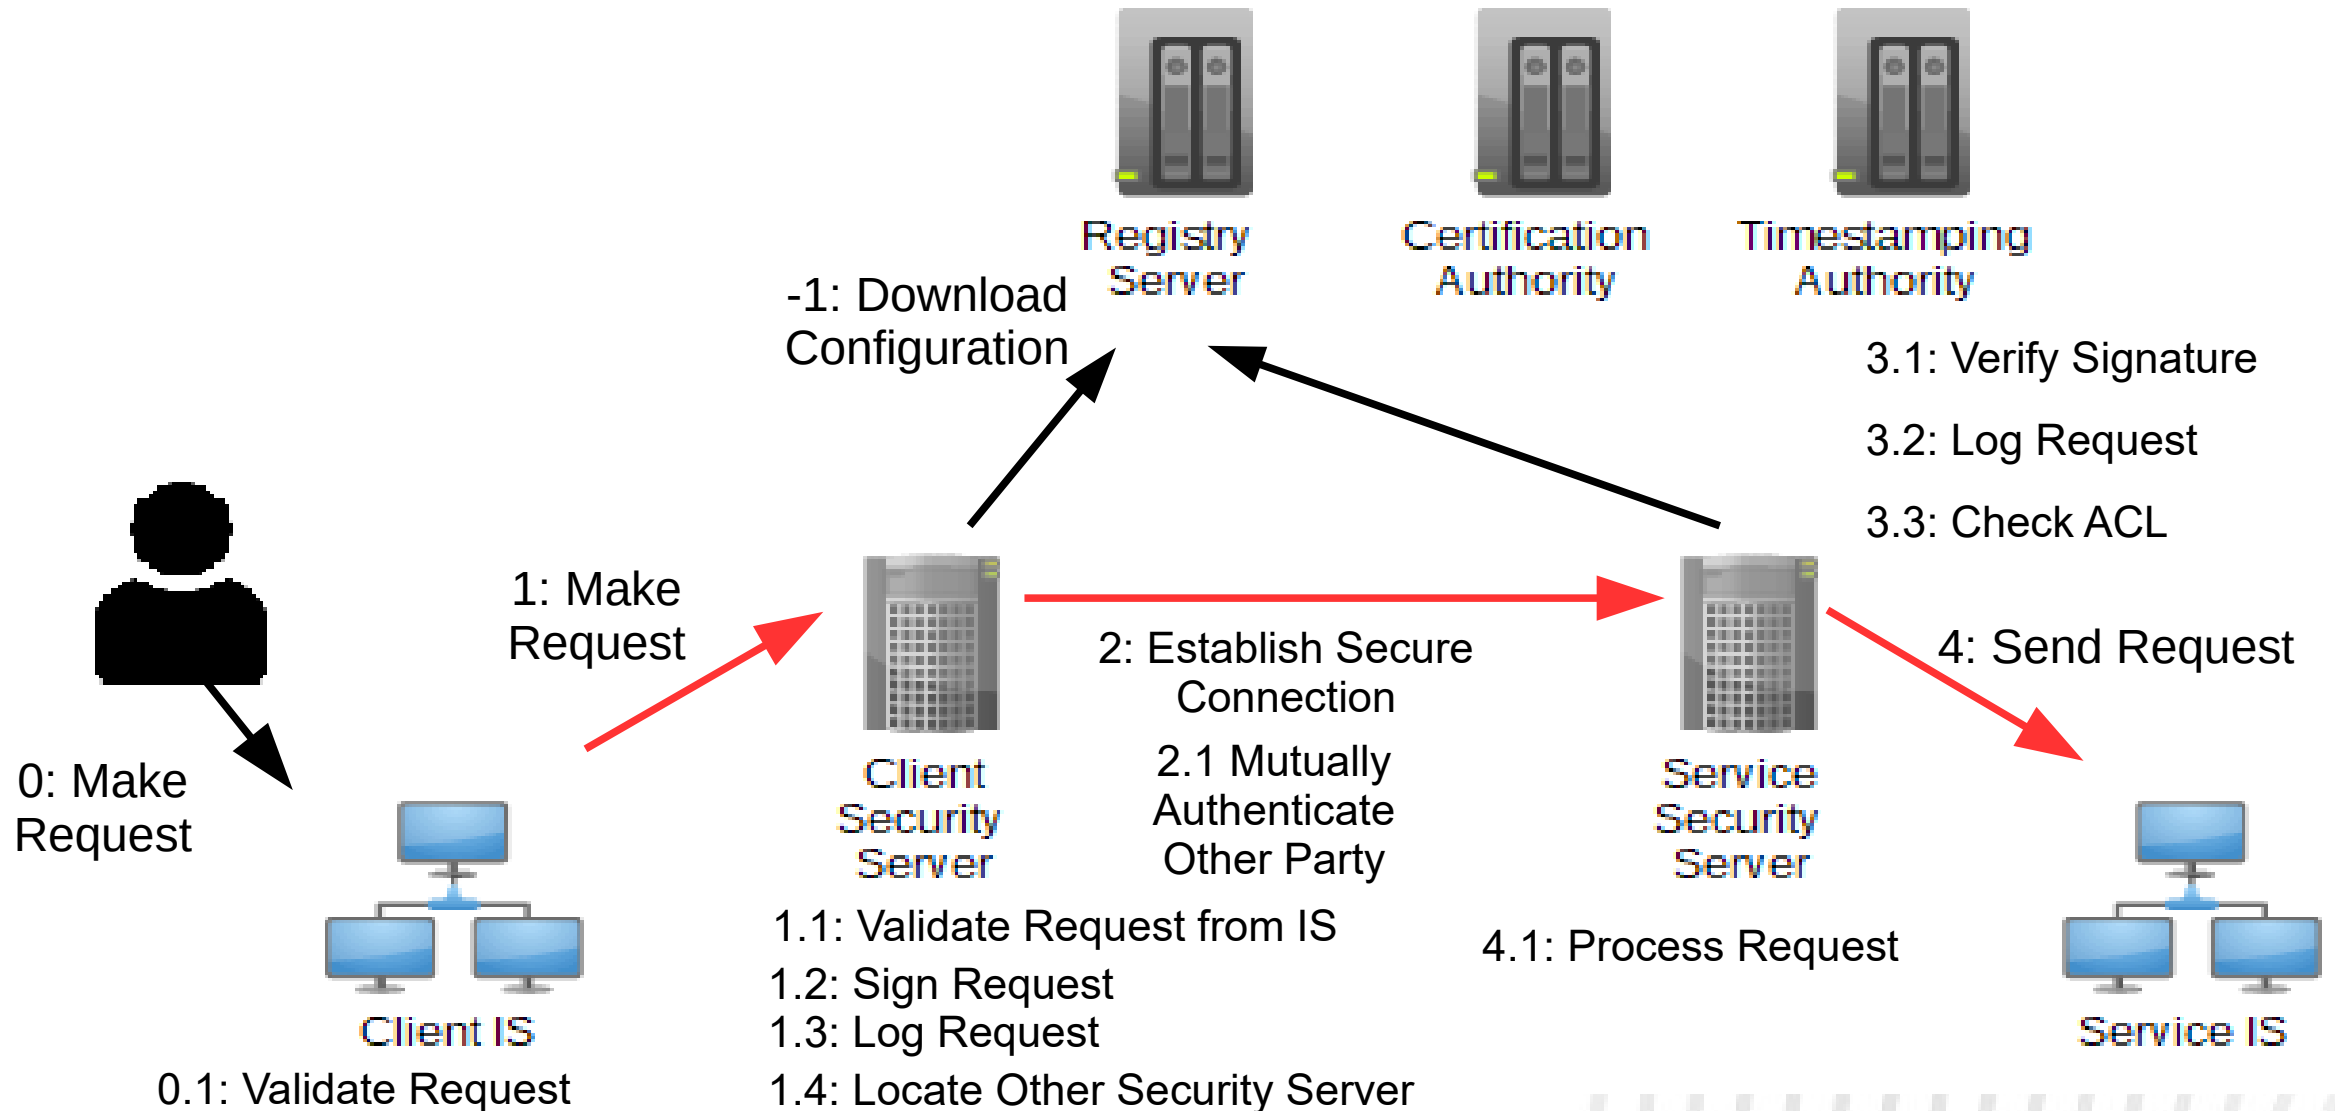 Registry
Server
Certification
Authority
Timestamping
Authority
-1: Download
Configuration
3.1: Verify Signature
3.2: Log Request
3.3: Check ACL
1: Make
Request
2: Establish Secure
Connection
4: Send Request
0: Make
Request
Client
Security
Server
2.1 Mutually
Authenticate
Other Party
Service
Security
Server
1.1: Validate Request from IS
1.2: Sign Request
1.3: Log Request
1.4: Locate Other Security Server
4.1: Process Request
Client IS
0.1: Validate Request
Service IS